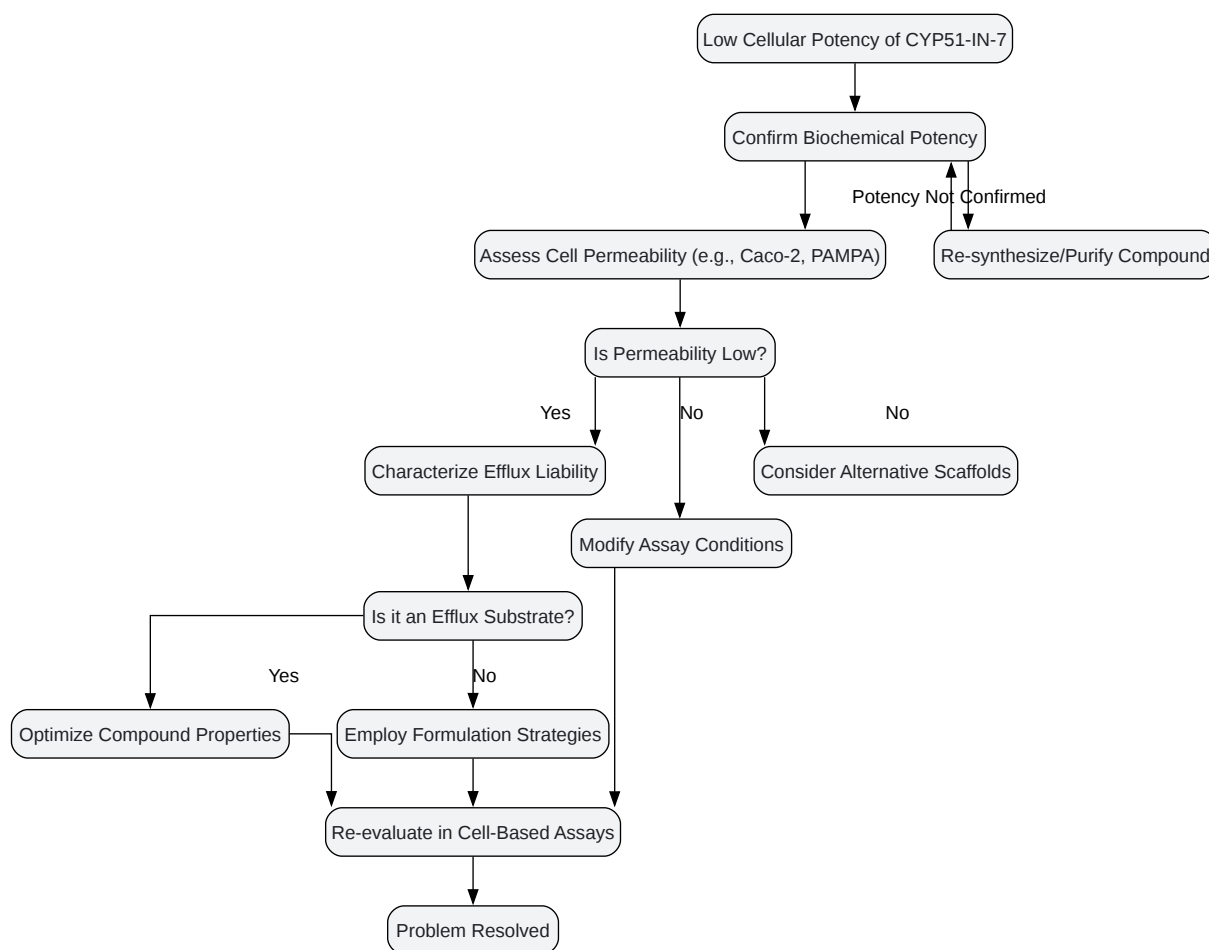 Low Cellular Potency of CYP51-IN-7
Confirm Biochemical Potency
Potency Not Confirmed
Assess Cell Permeability (e.g., Caco-2, PAMPA)
Re-synthesize/Purify Compound
Is Permeability Low?
Yes
No
No
Characterize Efflux Liability
Consider Alternative Scaffolds
Modify Assay Conditions
Is it an Efflux Substrate?
Yes
No
Optimize Compound Properties
Employ Formulation Strategies
Re-evaluate in Cell-Based Assays
Problem Resolved